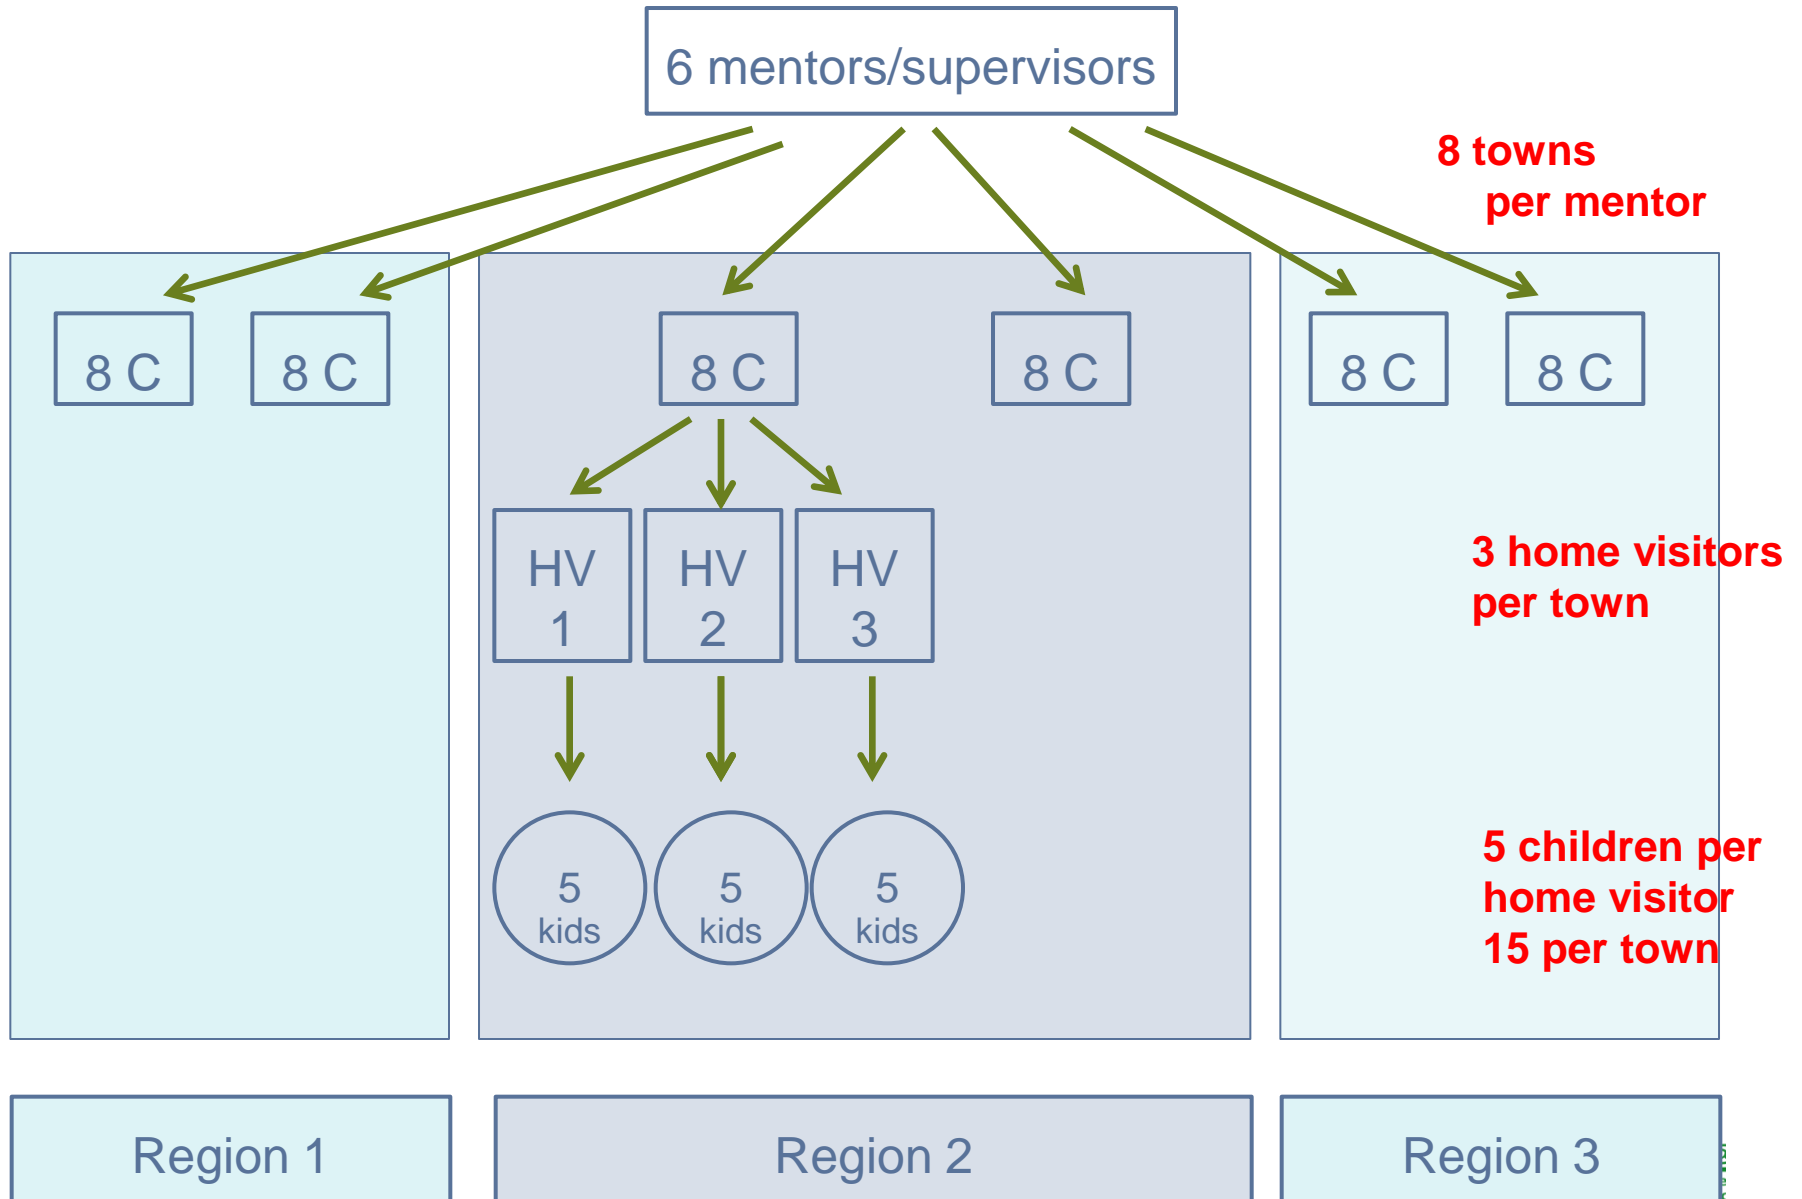 6 mentors/supervisors
8 towns
per mentor
8 C
8 C
8 C
8 C
8 C
8 C
HV
1
HV
2
HV
3
3 home visitors
per town
5
kids
5
kids
5
kids
5 children per
home visitor
15 per town
Region 1
Region 2
Region 3